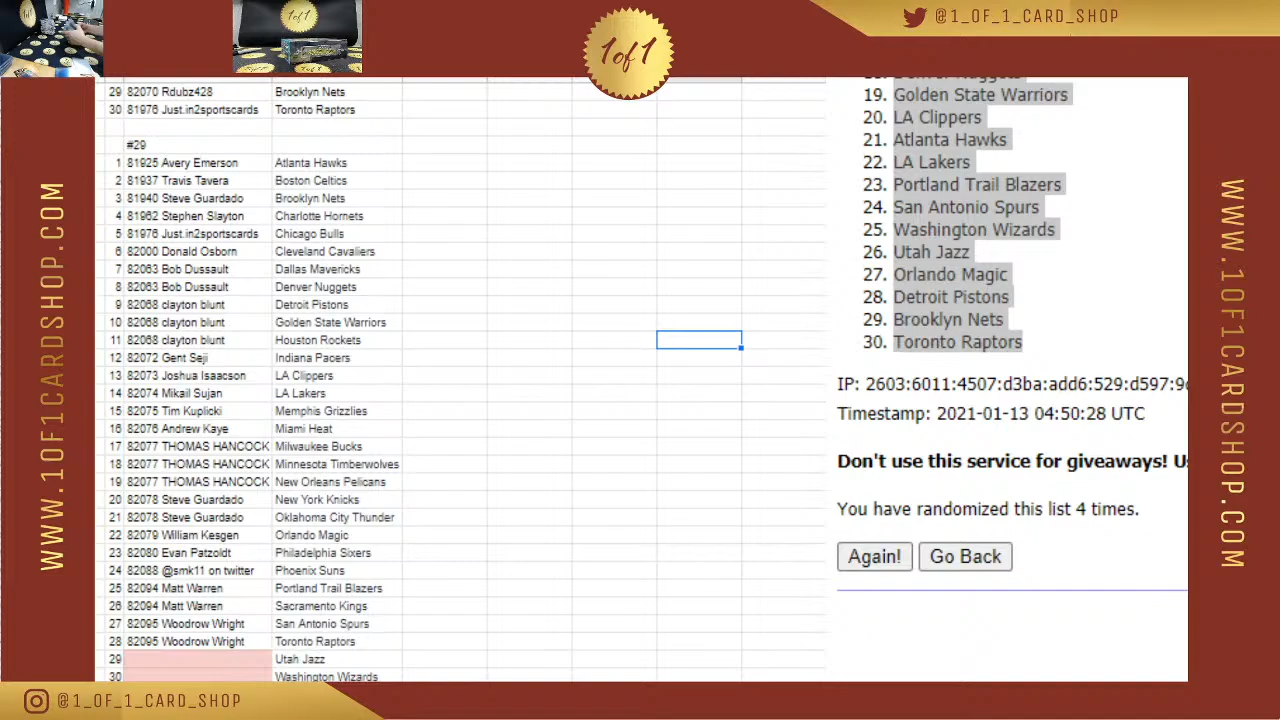 1of1
@1_OF_1_CARD_SHOP
WWW.1OF1CARDSHOP.COM
29 82070 Rdubz428 Brooklyn Nets
30 81976 Just.in2sportscards Toronto Raptors
#29
1 81925 Avery Emerson Atlanta Hawks
2 81937 Travis Tavera Boston Celtics
3 81940 Steve Guardado Brooklyn Nets
4 81962 Stephen Slayton Charlotte Hornets
5 81976 Just.in2sportscards Chicago Bulls
6 82000 Donald Osborn Cleveland Cavaliers
7 82063 Bob Dussault Dallas Mavericks
8 82063 Bob Dussault Denver Nuggets
9 82068 clayton blunt Detroit Pistons
10 82068 clayton blunt Golden State Warriors
11 82068 clayton blunt Houston Rockets
12 82072 Gent Seji Indiana Pacers
13 82073 Joshua Isaacson LA Clippers
14 82074 Mikail Sujan LA Lakers
15 82075 Tim Kuplicki Memphis Grizzlies
16 82076 Andrew Kaye Miami Heat
17 82077 THOMAS HANCOCK Milwaukee Bucks
18 82077 THOMAS HANCOCK Minnesota Timberwolves
19 82077 THOMAS HANCOCK New Orleans Pelicans
20 82078 Steve Guardado New York Knicks
21 82078 Steve Guardado Oklahoma City Thunder
22 82079 William Kesgen Orlando Magic
23 82080 Evan Patzoldt Philadelphia Sixers
24 82088 @smk11 on twitter Phoenix Suns
25 82094 Matt Warren Portland Trail Blazers
26 82094 Matt Warren Sacramento Kings
27 82095 Woodrow Wright San Antonio Spurs
28 82095 Woodrow Wright Toronto Raptors
29 Utah Jazz
30 Washington Wizards
Denver Nuggets
19. Golden State Warriors
20. LA Clippers
21. Atlanta Hawks
22. LA Lakers
23. Portland Trail Blazers
24. San Antonio Spurs
25. Washington Wizards
26. Utah Jazz
27. Orlando Magic
28. Detroit Pistons
29. Brooklyn Nets
30. Toronto Raptors
IP: 2603:6011:4507:d3ba:add6:529:d597:9
Timestamp: 2021-01-13 04:50:28 UTC
Don't use this service for giveaways!
You have randomized this list 4 times.
Again! Go Back
WWW.1OF1CARDSHOP.COM
@1_OF_1_CARD_SHOP